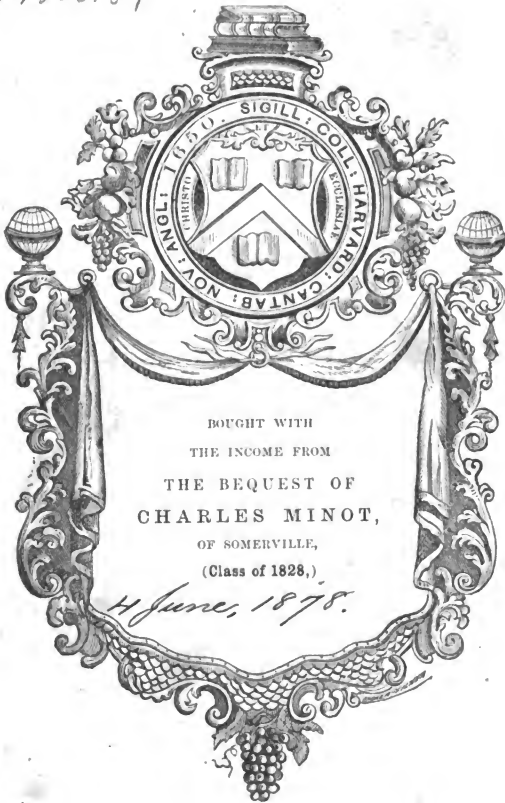 SIGILL: COLL: HARVARD: CANTAB: NOV: ANGL: 1650.
ET
CHRISTO
ECCLESIAE
BOUGHT WITH
THE INCOME FROM
THE BEQUEST OF
CHARLES MINOT,
OF SOMERVILLE,
(Class of 1828,)
4 June, 1878.